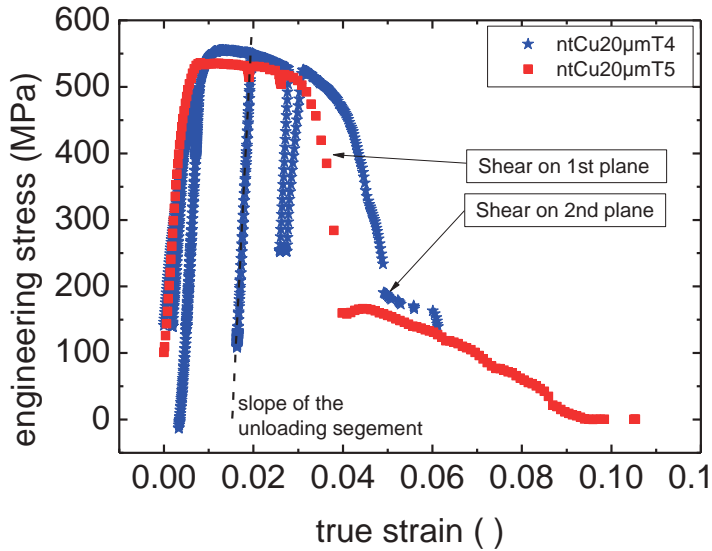 600
500
400
300
200
100
0
engineering stress (MPa)
ntCu20µmT4
ntCu20µmT5
Shear on 1st plane
Shear on 2nd plane
slope of the
unloading segement
0.00 0.02 0.04 0.06 0.08 0.10 0.1
true strain ( )